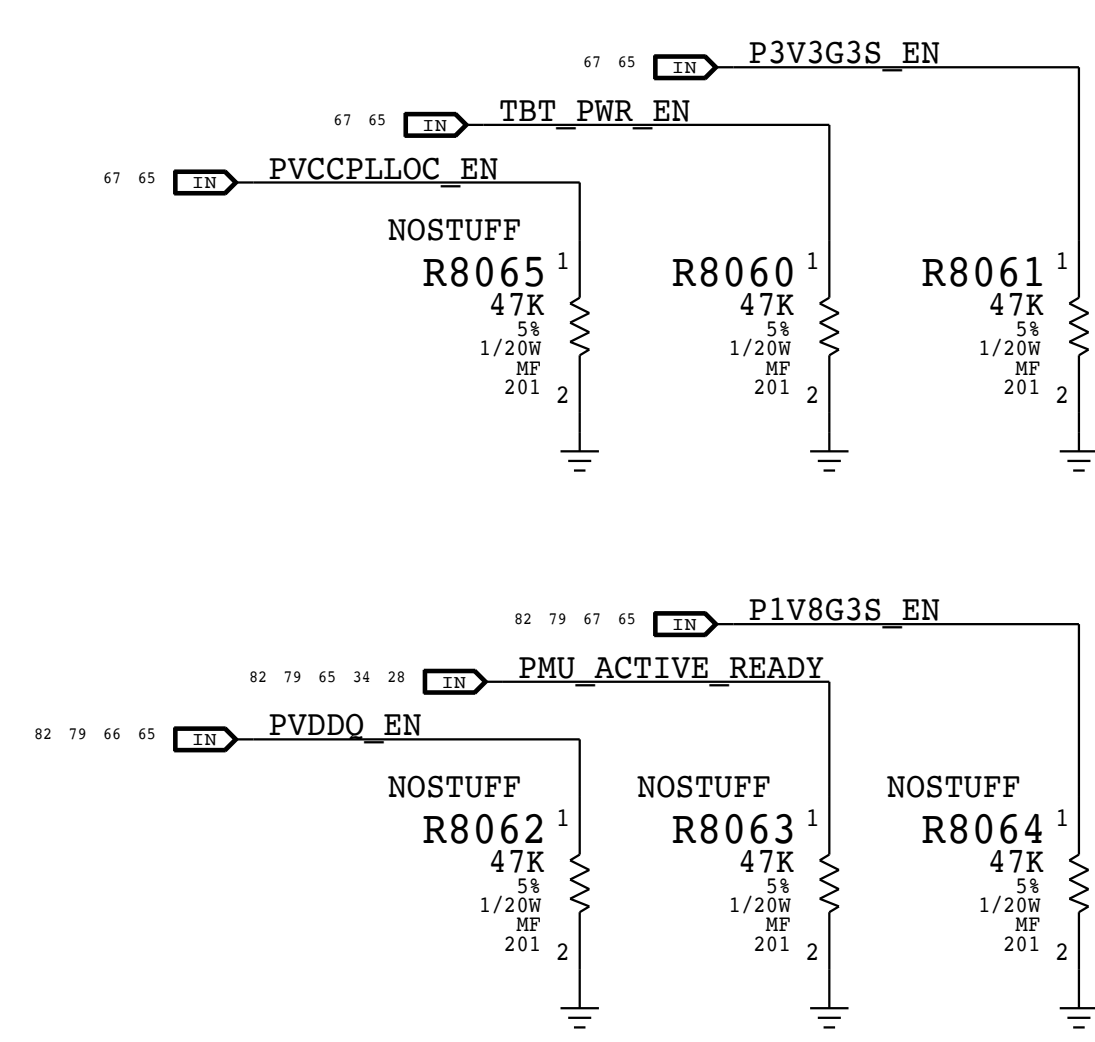 67 65 IN P3V3G3S_EN
67 65 IN TBT_PWR_EN
67 65 IN PVCCPLLOC_EN
NOSTUFF
R8065 1
47K
5%
1/20W
MF
201 2
R8060 1
47K
5%
1/20W
MF
201 2
R8061 1
47K
5%
1/20W
MF
201 2
82 79 67 65 IN P1V8G3S_EN
82 79 65 34 28 IN PMU_ACTIVE_READY
82 79 66 65 IN PVDDQ_EN
NOSTUFF
R8062 1
47K
5%
1/20W
MF
201 2
NOSTUFF
R8063 1
47K
5%
1/20W
MF
201 2
NOSTUFF
R8064 1
47K
5%
1/20W
MF
201 2